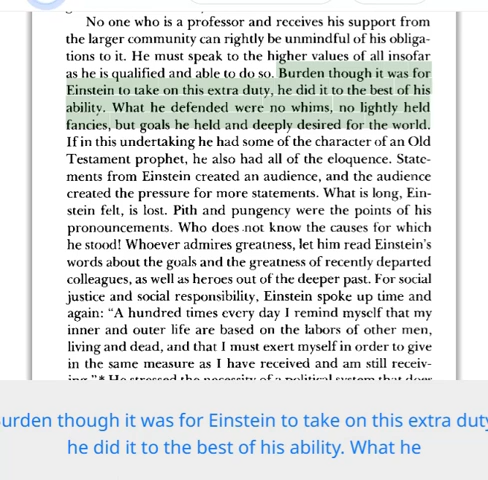 No one who is a professor and receives his support from
the larger community can rightly be unmindful of his obliga-
tions to it. He must speak to the higher values of all insofar
as he is qualified and able to do so. Burden though it was for
Einstein to take on this extra duty, he did it to the best of his
ability. What he defended were no whims, no lightly held
fancies, but goals he held and deeply desired for the world.
If in this undertaking he had some of the character of an Old
Testament prophet, he also had all of the eloquence. State-
ments from Einstein created an audience, and the audience
created the pressure for more statements. What is long, Ein-
stein felt, is lost. Pith and pungency were the points of his
pronouncements. Who does not know the causes for which
he stood! Whoever admires greatness, let him read Einstein's
words about the goals and the greatness of recently departed
colleagues, as well as heroes out of the deeper past. For social
justice and social responsibility, Einstein spoke up time and
again: “A hundred times every day I remind myself that my
inner and outer life are based on the labors of other men,
living and dead, and that I must exert myself in order to give
in the same measure as I have received and am still receiv-
ing.”* He stressed the necessity of a political system that does
urden though it was for Einstein to take on this extra duty
he did it to the best of his ability. What he